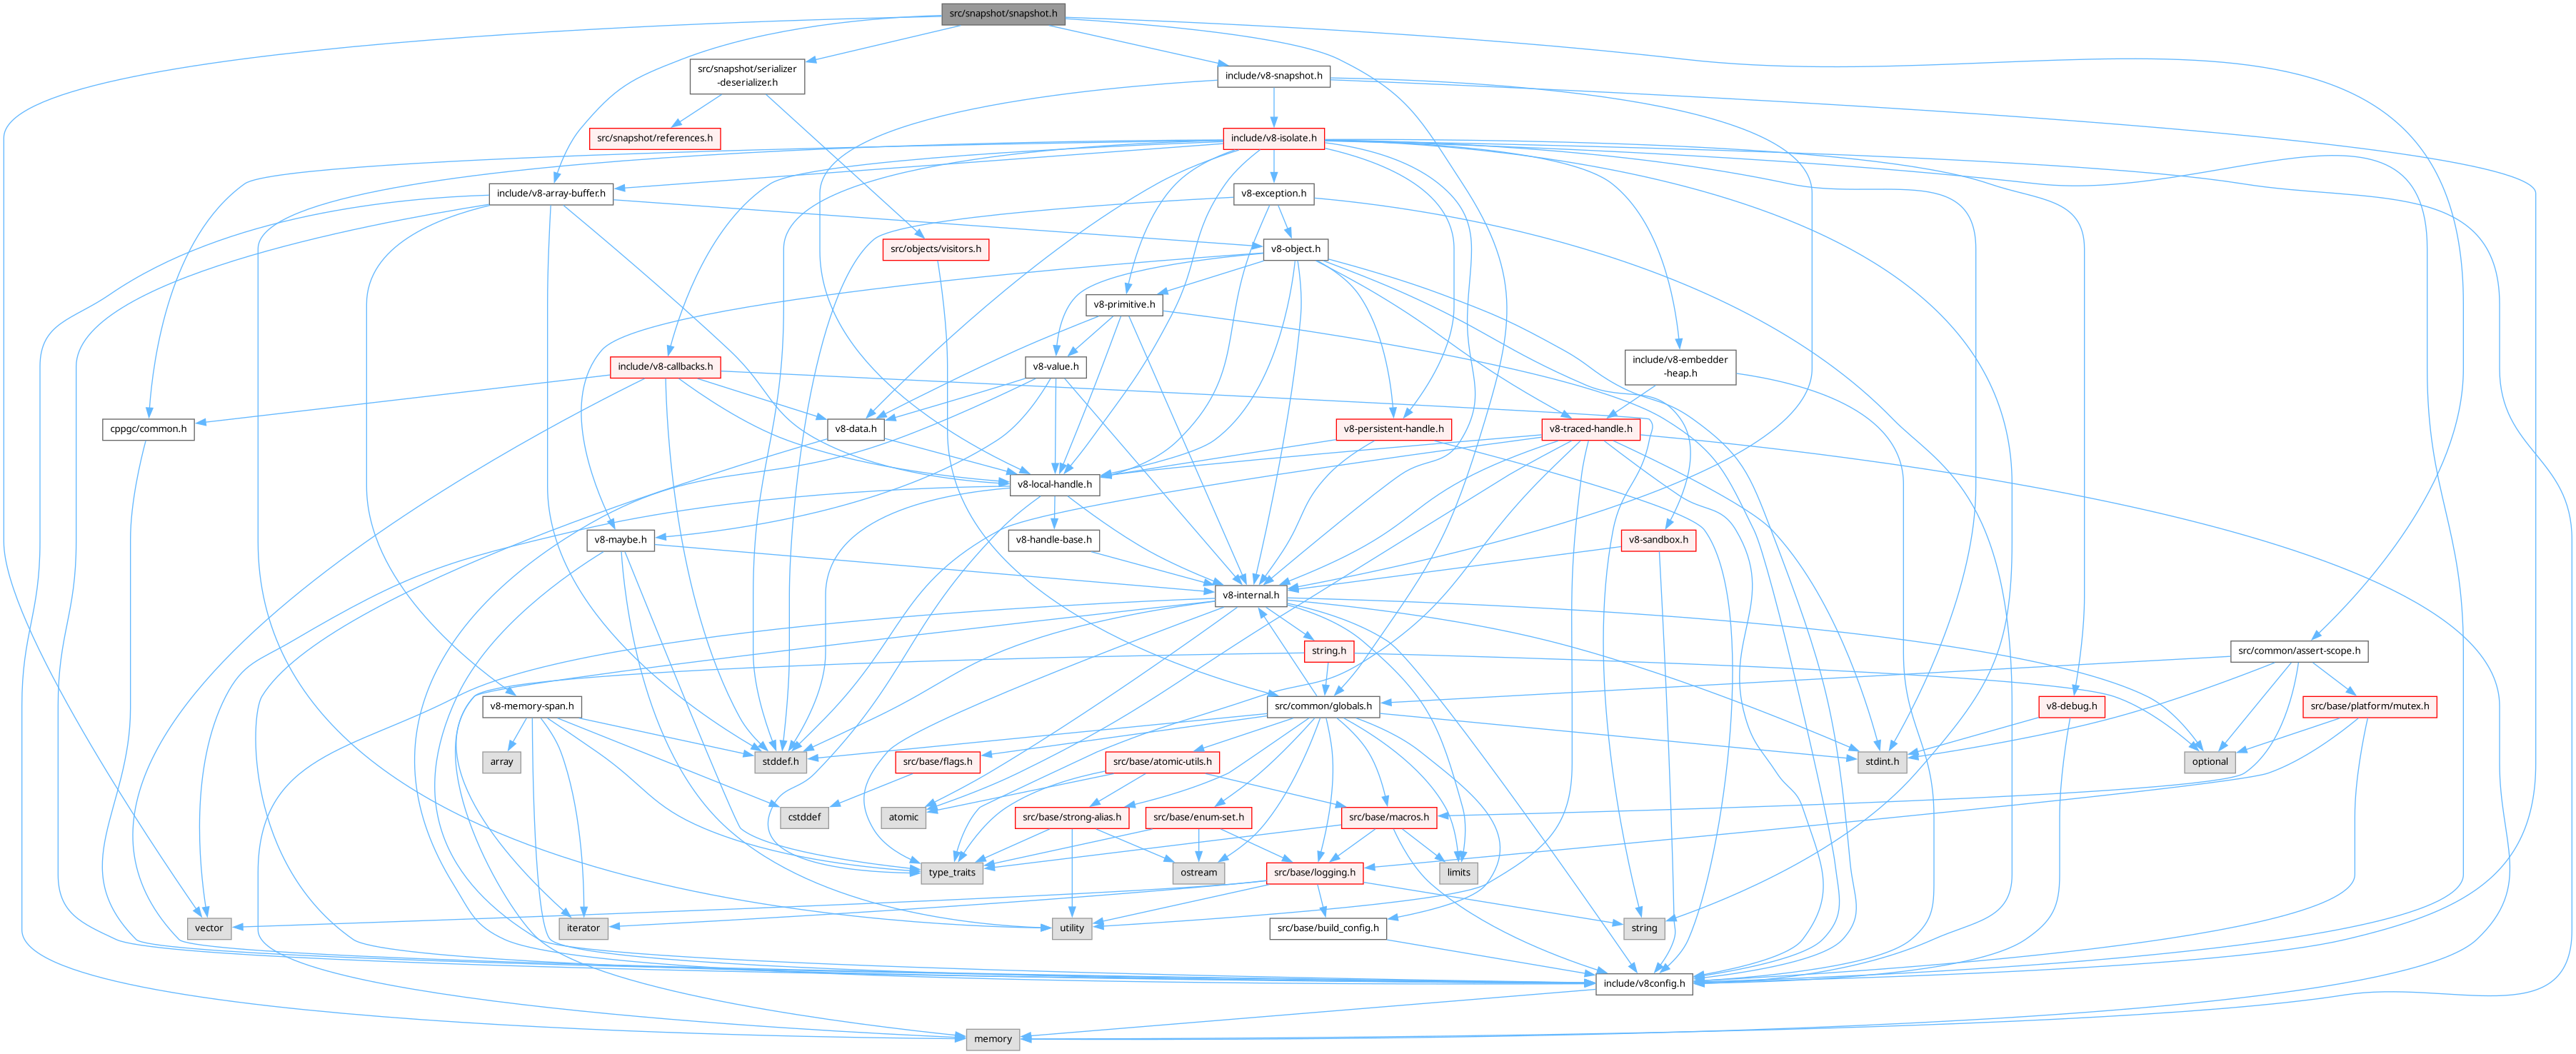 src/snapshot/snapshot.h
src/snapshot/serializer
-deserializer.h
include/v8-snapshot.h
src/snapshot/references.h
include/v8-isolate.h
include/v8-array-buffer.h
v8-exception.h
src/objects/visitors.h
v8-object.h
v8-primitive.h
include/v8-callbacks.h
v8-value.h
include/v8-embedder
-heap.h
cppgc/common.h
v8-data.h
v8-persistent-handle.h
v8-traced-handle.h
v8-local-handle.h
v8-maybe.h
v8-handle-base.h
v8-sandbox.h
v8-internal.h
string.h
src/common/assert-scope.h
v8-memory-span.h
src/common/globals.h
v8-debug.h
src/base/platform/mutex.h
array
stddef.h
src/base/flags.h
src/base/atomic-utils.h
stdint.h
optional
cstddef
atomic
src/base/strong-alias.h
src/base/enum-set.h
src/base/macros.h
type_traits
ostream
src/base/logging.h
limits
vector
iterator
utility
src/base/build_config.h
string
include/v8config.h
memory